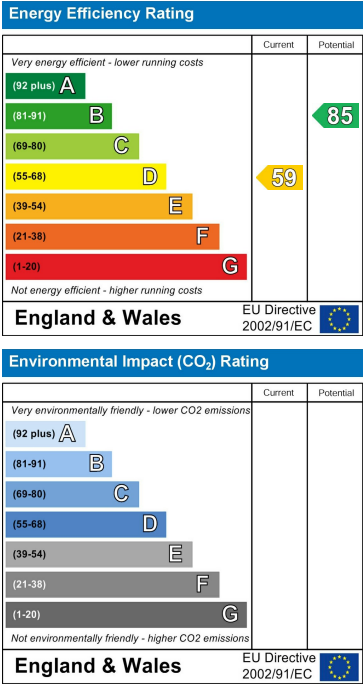 Energy Efficiency Rating
Current Potential
Very energy efficient - lower running costs
(92 plus) A
(81-91) B
85
(69-80) C
(55-68) D
59
(39-54) E
(21-38) F
(1-20) G
Not energy efficient - higher running costs
England & Wales
EU Directive
2002/91/EC
Environmental Impact (CO₂) Rating
Current Potential
Very environmentally friendly - lower CO2 emissions
(92 plus) A
(81-91) B
(69-80) C
(55-68) D
(39-54) E
(21-38) F
(1-20) G
Not environmentally friendly - higher CO2 emissions
England & Wales
EU Directive
2002/91/EC